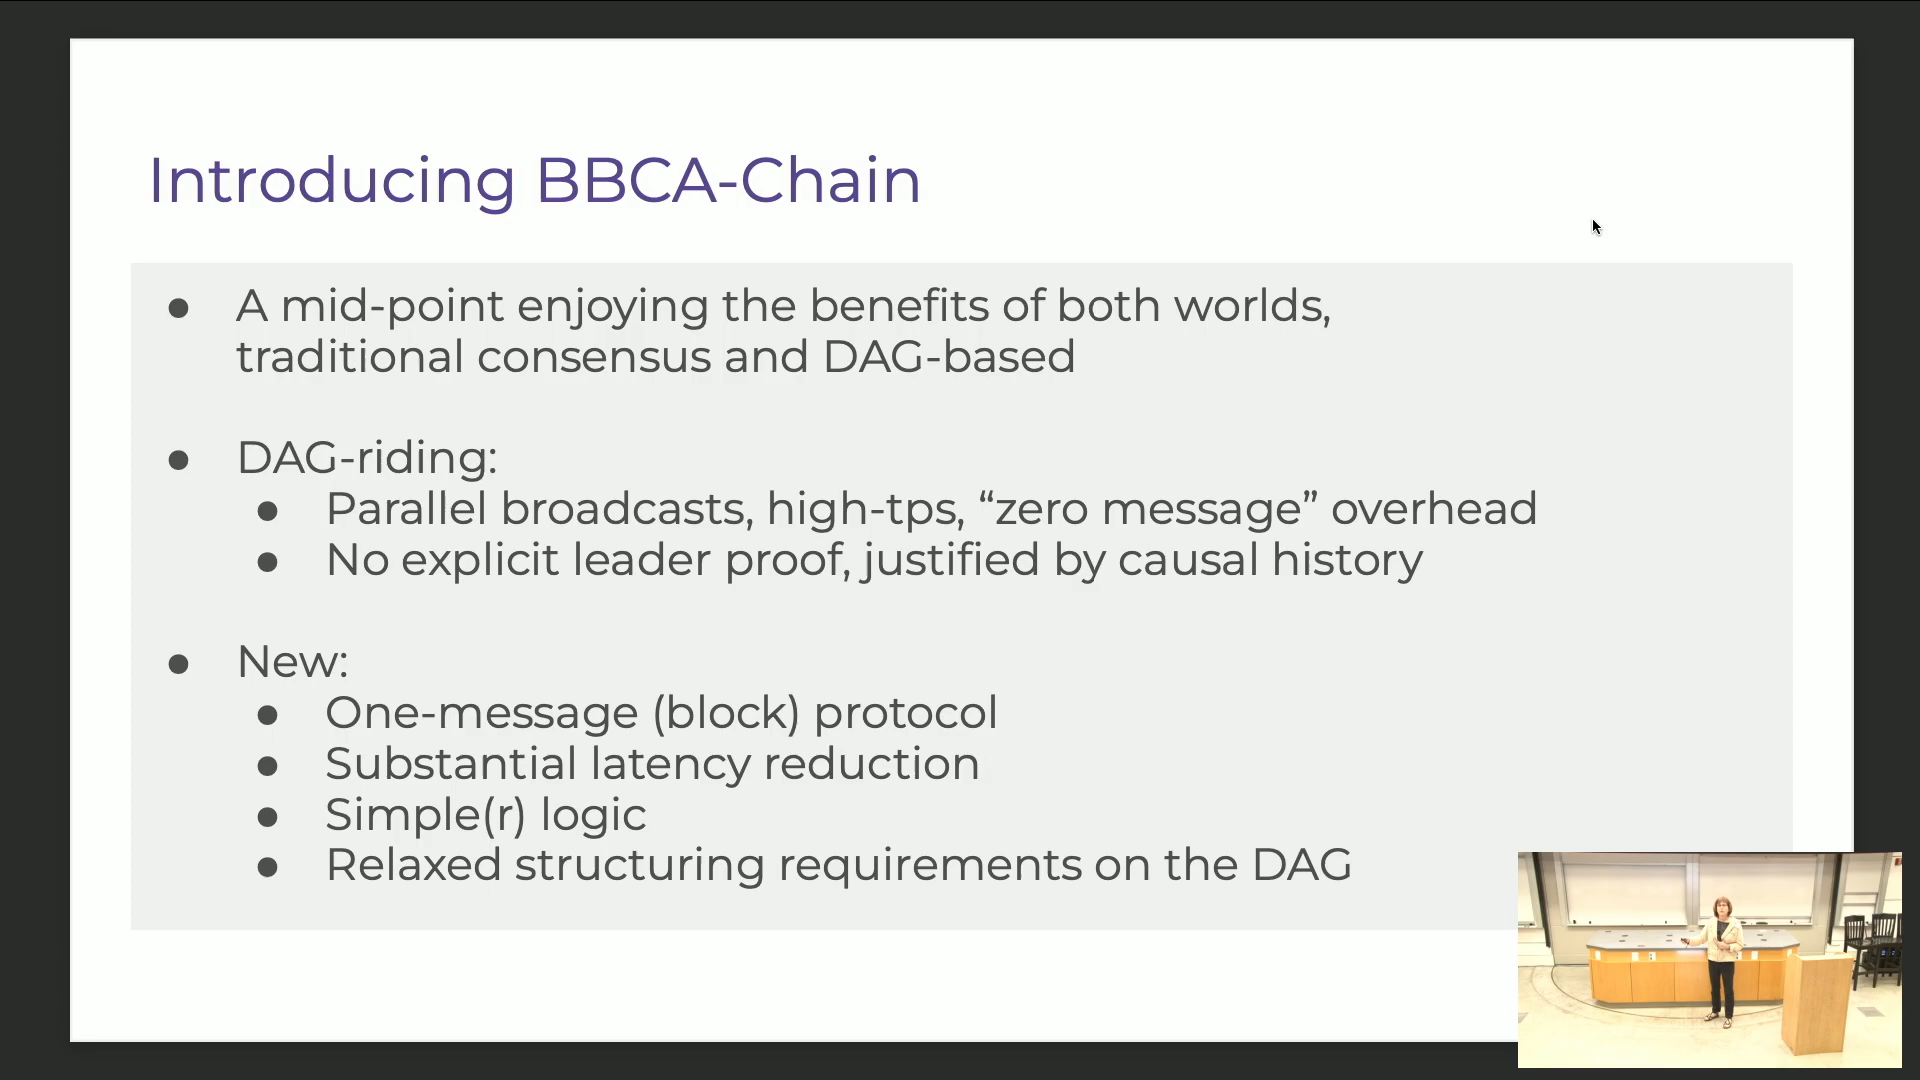 Introducing BBCA-Chain
● A mid-point enjoying the benefits of both worlds,
traditional consensus and DAG-based
● DAG-riding:
● Parallel broadcasts, high-tps, “zero message” overhead
● No explicit leader proof, justified by causal history
● New:
● One-message (block) protocol
● Substantial latency reduction
● Simple(r) logic
● Relaxed structuring requirements on the DAG